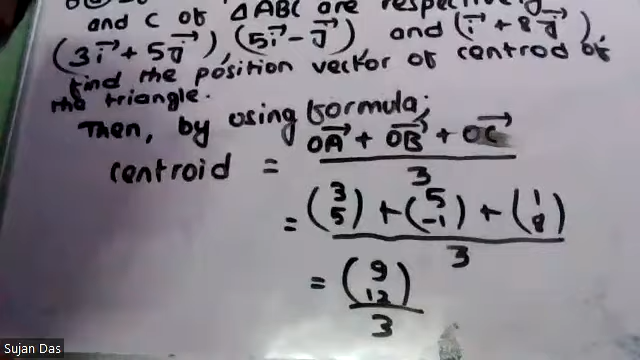 and C of △ABC are respectively
(3i⃗ + 5j⃗), (5i⃗ - j⃗) and (i⃗ + 8j⃗),
find the position vector of centrod of
the triangle.
Then, by using formula;
centroid = (OA⃗ + OB⃗ + OC⃗) / 3
= ((3 5) + (5 -1) + (1 8)) / 3
= (9 12) / 3
Sujan Das